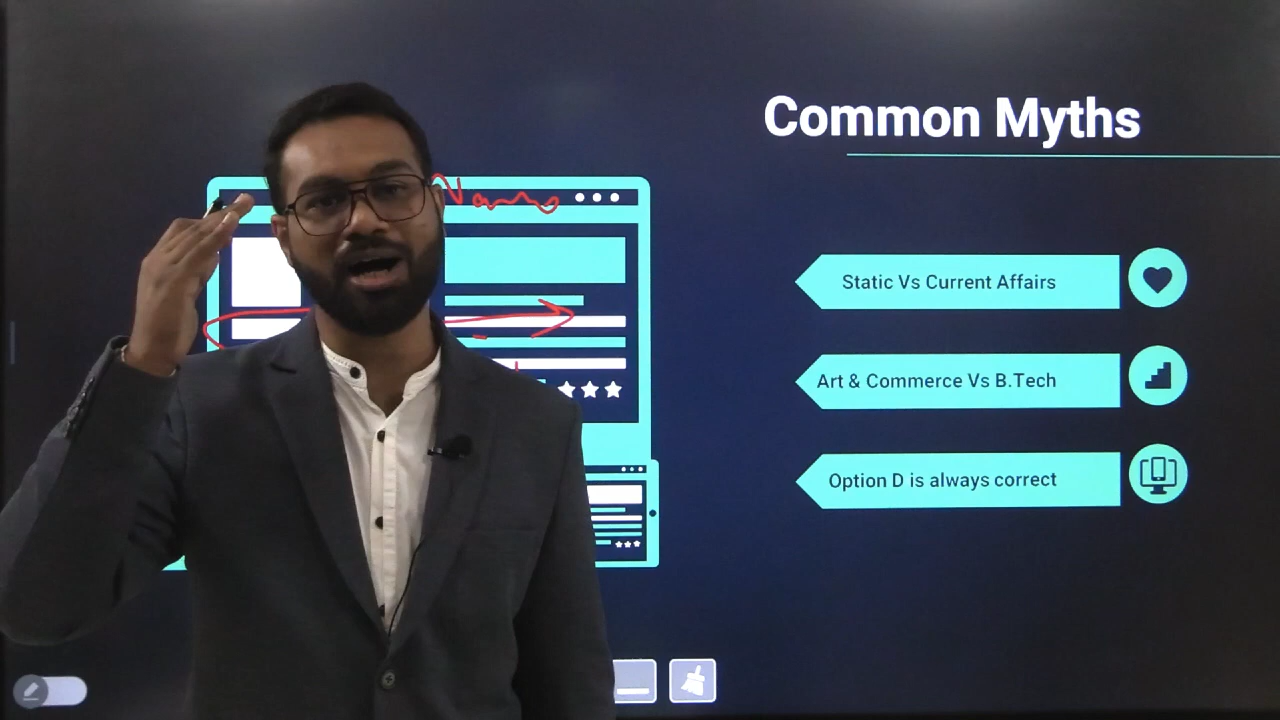 Common Myths
Static Vs Current Affairs
Art & Commerce Vs B.Tech
Option D is always correct